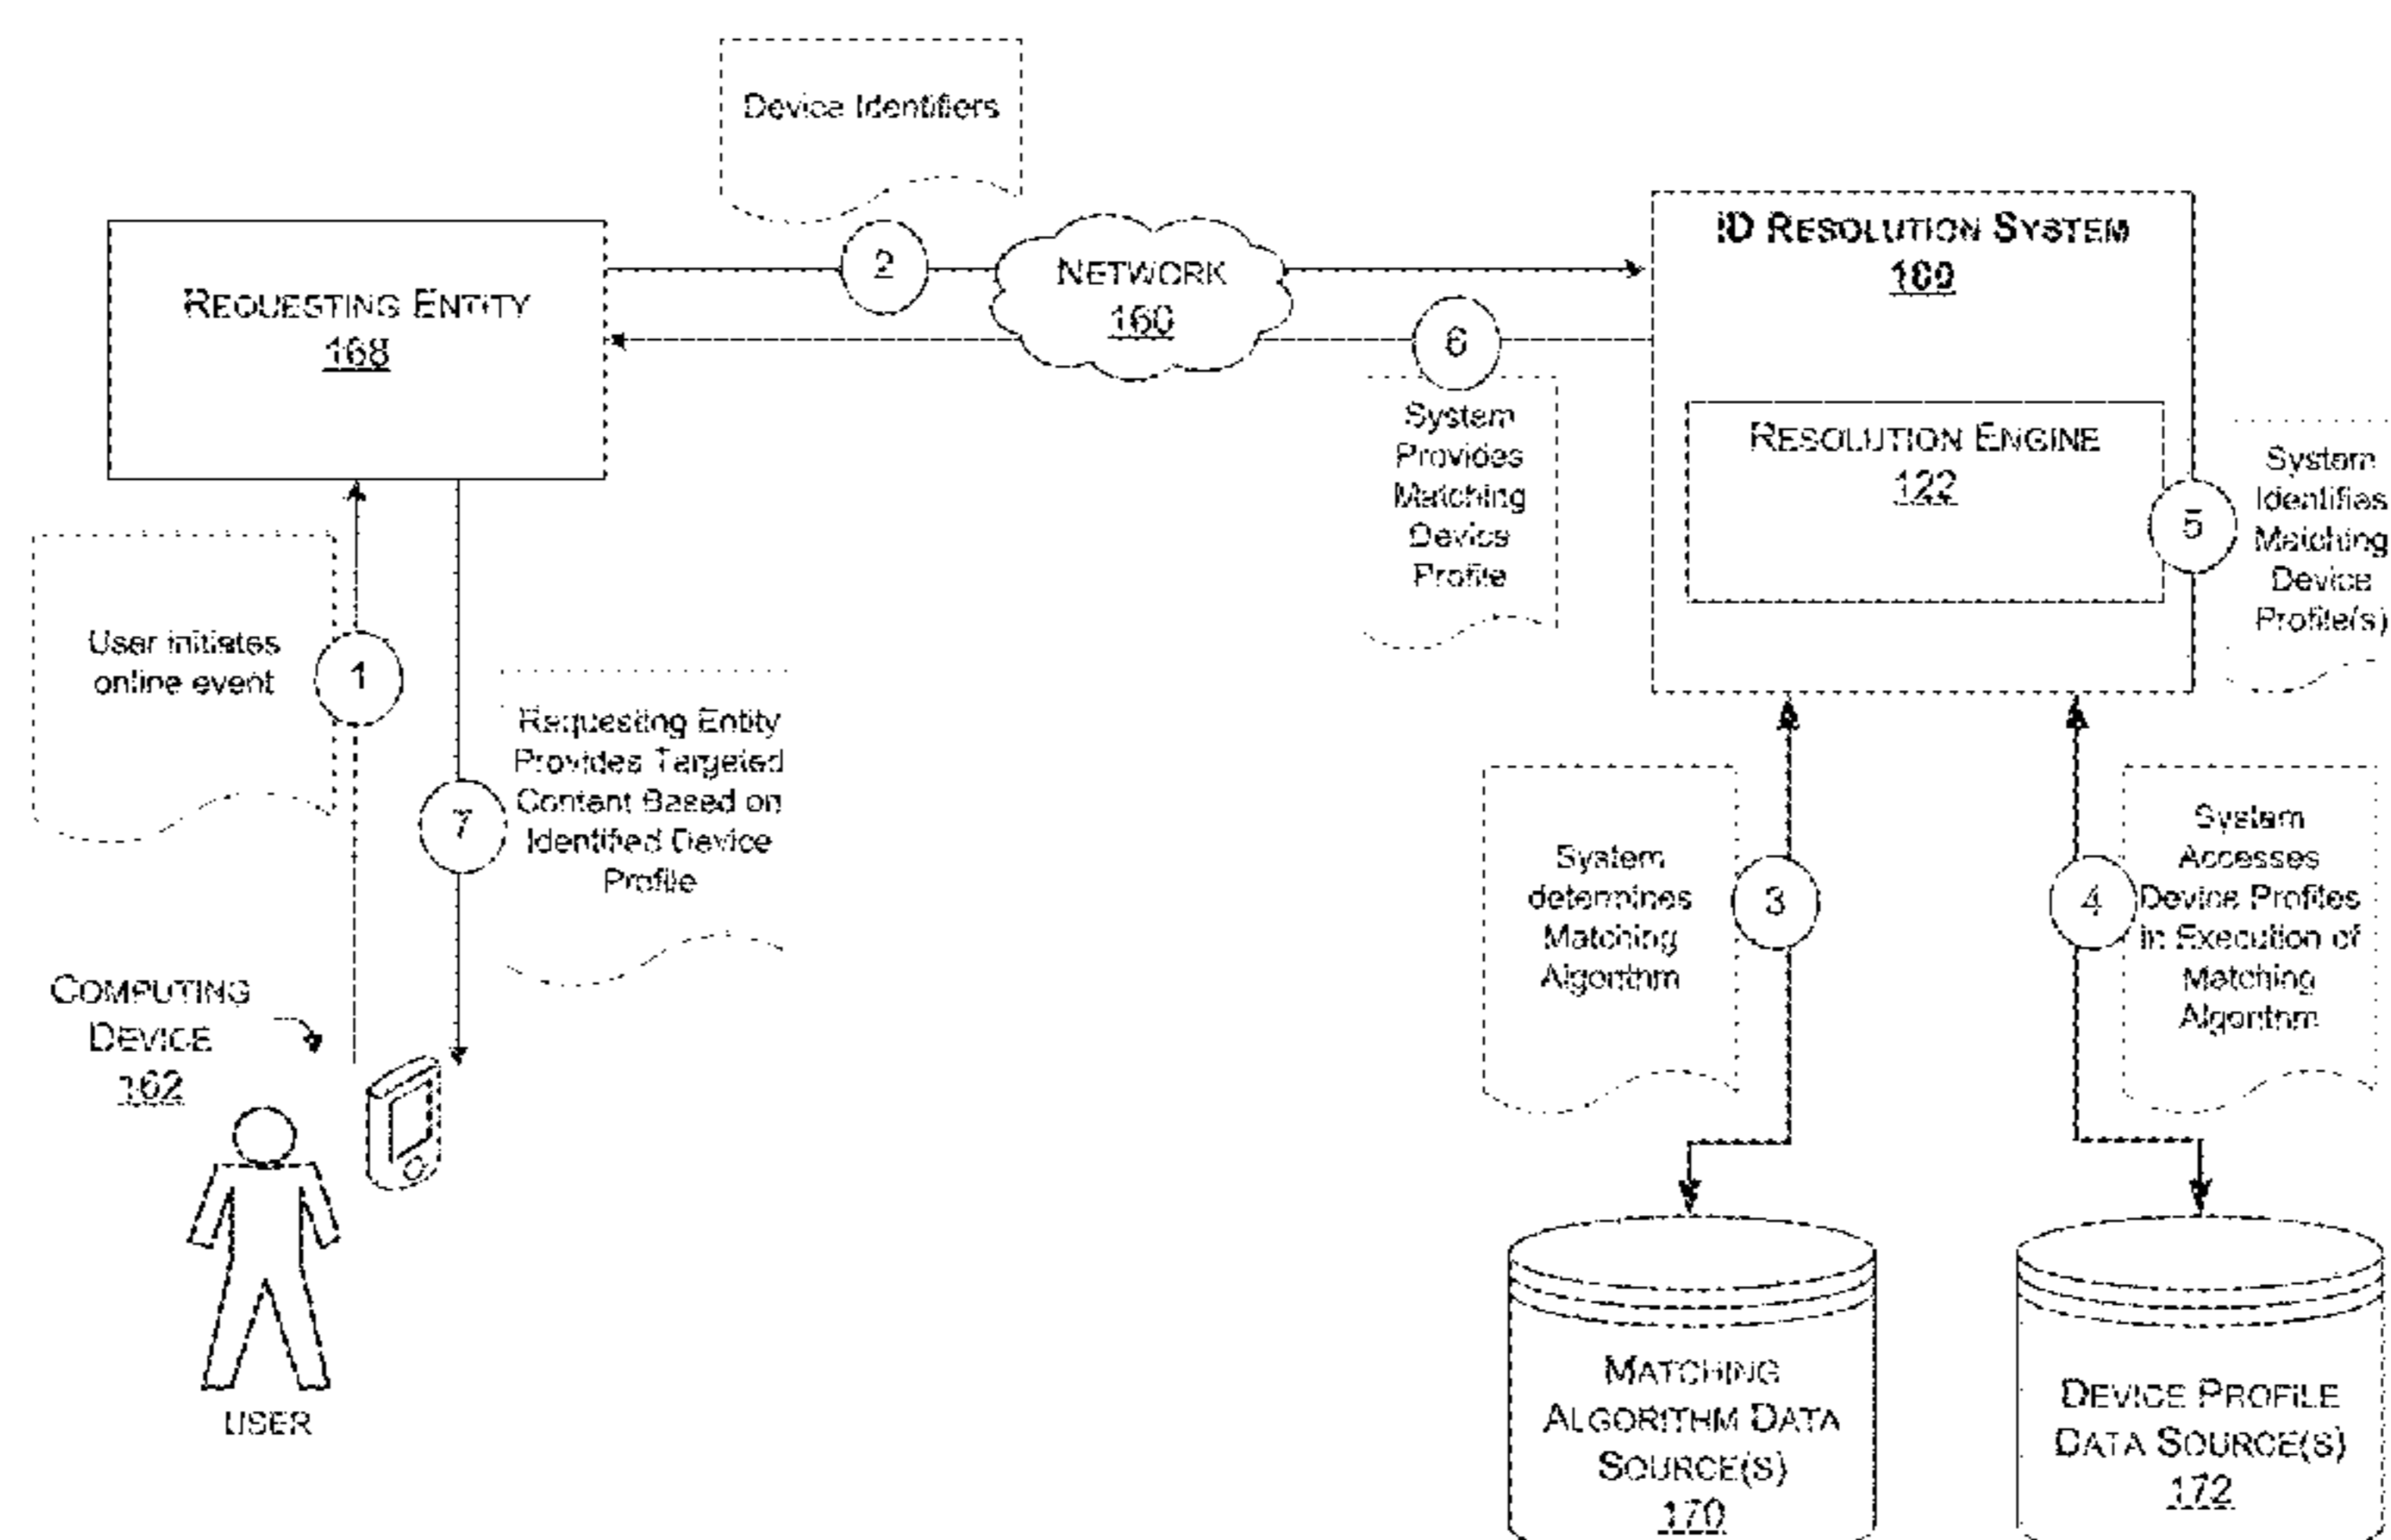 Device Identifiers
REQUESTING ENTITY
168
2
NETWORK
160
6
ID RESOLUTION SYSTEM
RESOLUTION ENGINE
122
5
System
Identifies
Matching
Device
Profile(s)
System
Provides
Matching
Device
Profile
User initiates
online event
1
7
Requesting Entity
Provides Targeted
Content Based on
Identified Device
Profile
System
determines
Matching
Algorithm
3
4
System
Accesses
Device Profiles
in Execution of
Matching
Algorithm
COMPUTING
DEVICE
162
USER
MATCHING
ALGORITHM DATA
SOURCE(S)
170
DEVICE PROFILE
DATA SOURCE(S)
172